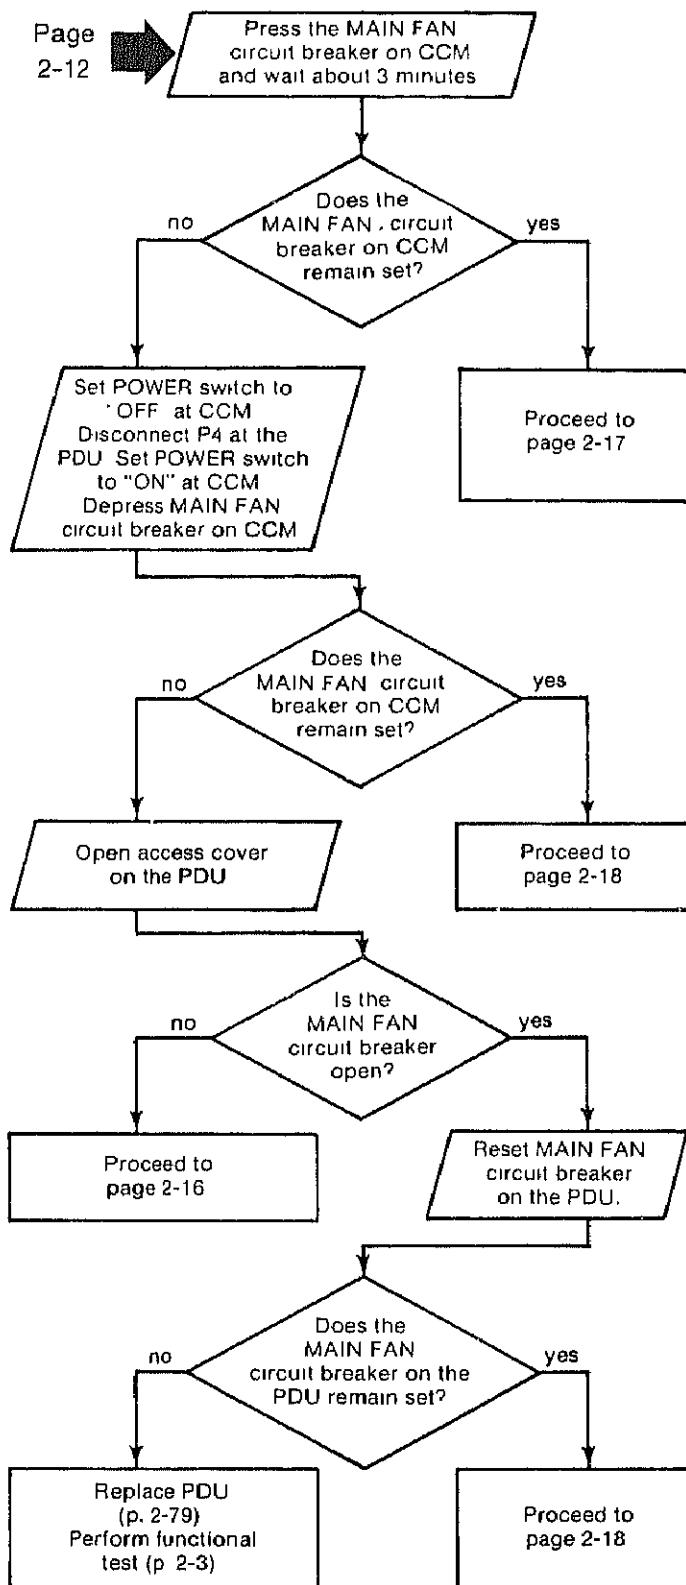 Page
2-12
Press the MAIN FAN
circuit breaker on CCM
and wait about 3 minutes
Does the
MAIN FAN . circuit
breaker on CCM
remain set?
no
yes
Set POWER switch to
'OFF at CCM
Disconnect P4 at the
PDU Set POWER switch
to "ON" at CCM
Depress MAIN FAN
circuit breaker on CCM
Proceed to
page 2-17
Does the
MAIN FAN circuit
breaker on CCM
remain set?
no
yes
Open access cover
on the PDU
Proceed to
page 2-18
Is the
MAIN FAN
circuit breaker
open?
no
yes
Proceed to
page 2-16
Reset MAIN FAN
circuit breaker
on the PDU.
Does the
MAIN FAN
circuit breaker on the
PDU remain set?
no
yes
Replace PDU
(p. 2-79)
Perform functional
test (p 2-3)
Proceed to
page 2-18